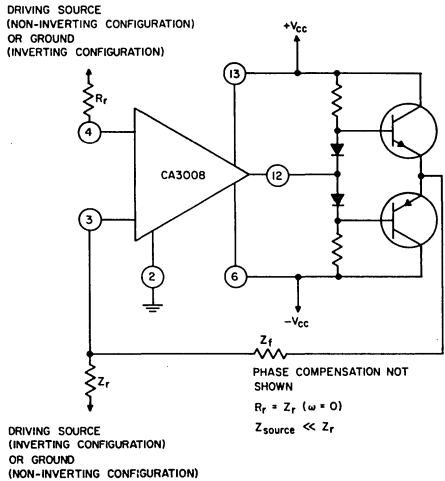 DRIVING SOURCE
(NON-INVERTING CONFIGURATION)
OR GROUND
(INVERTING CONFIGURATION)
+Vcc
13
Rr
4
CA3008
12
3
2
6
-Vcc
Zf
PHASE COMPENSATION NOT
SHOWN
Rr = Zr (ω = 0)
Zsource << Zr
Zr
DRIVING SOURCE
(INVERTING CONFIGURATION)
OR GROUND
(NON-INVERTING CONFIGURATION)